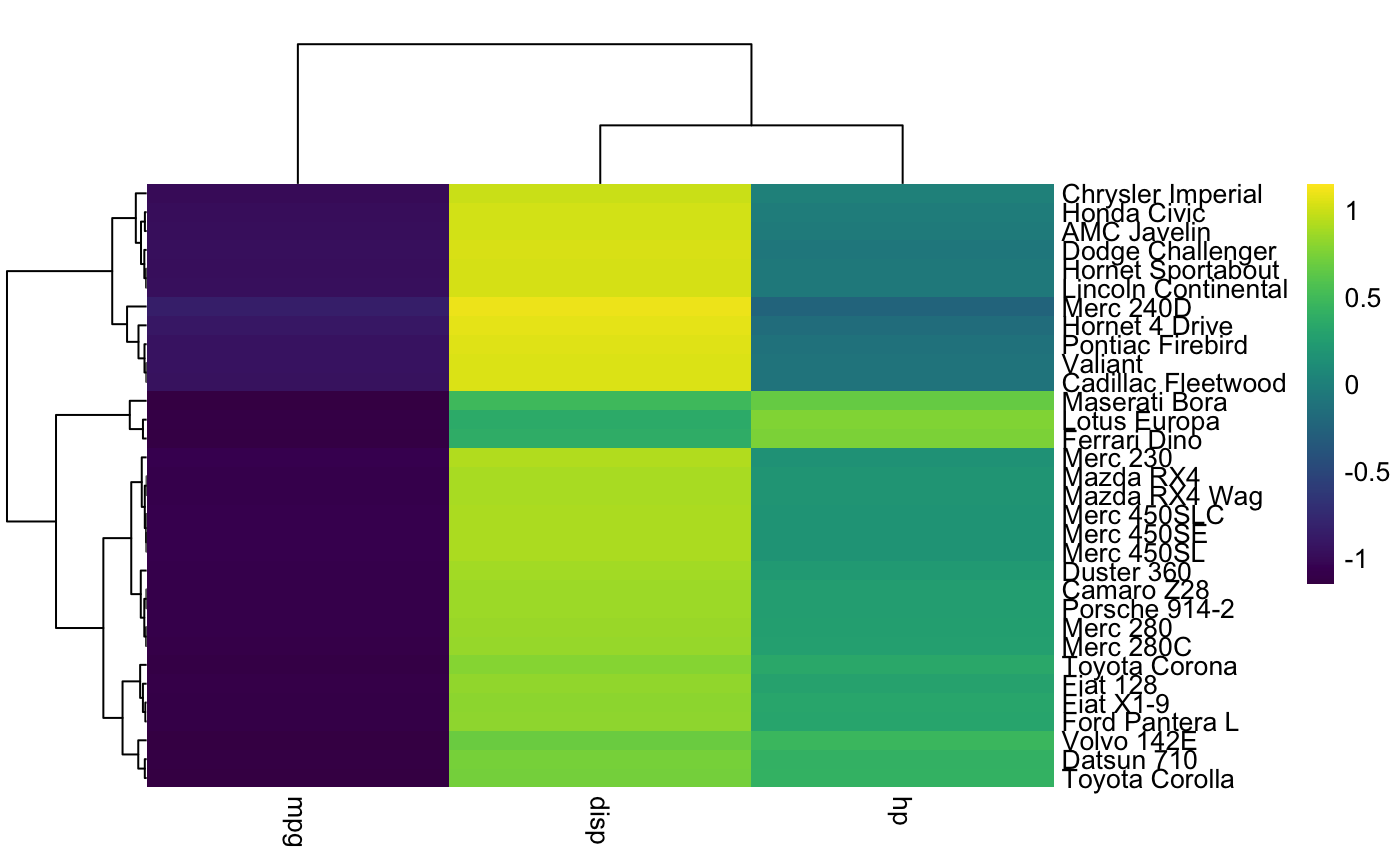 Chrysler Imperial
Honda Civic
AMC Javelin
Dodge Challenger
Hornet Sportabout
Lincoln Continental
Merc 240D
Hornet 4 Drive
Pontiac Firebird
Valiant
Cadillac Fleetwood
Maserati Bora
Lotus Europa
Ferrari Dino
Merc 230
Mazda RX4
Mazda RX4 Wag
Merc 450SLC
Merc 450SE
Merc 450SL
Duster 360
Camaro Z28
Porsche 914-2
Merc 280
Merc 280C
Toyota Corona
Fiat 128
Fiat X1-9
Ford Pantera L
Volvo 142E
Datsun 710
Toyota Corolla
1
0.5
0
-0.5
-1
mpg
disp
hp